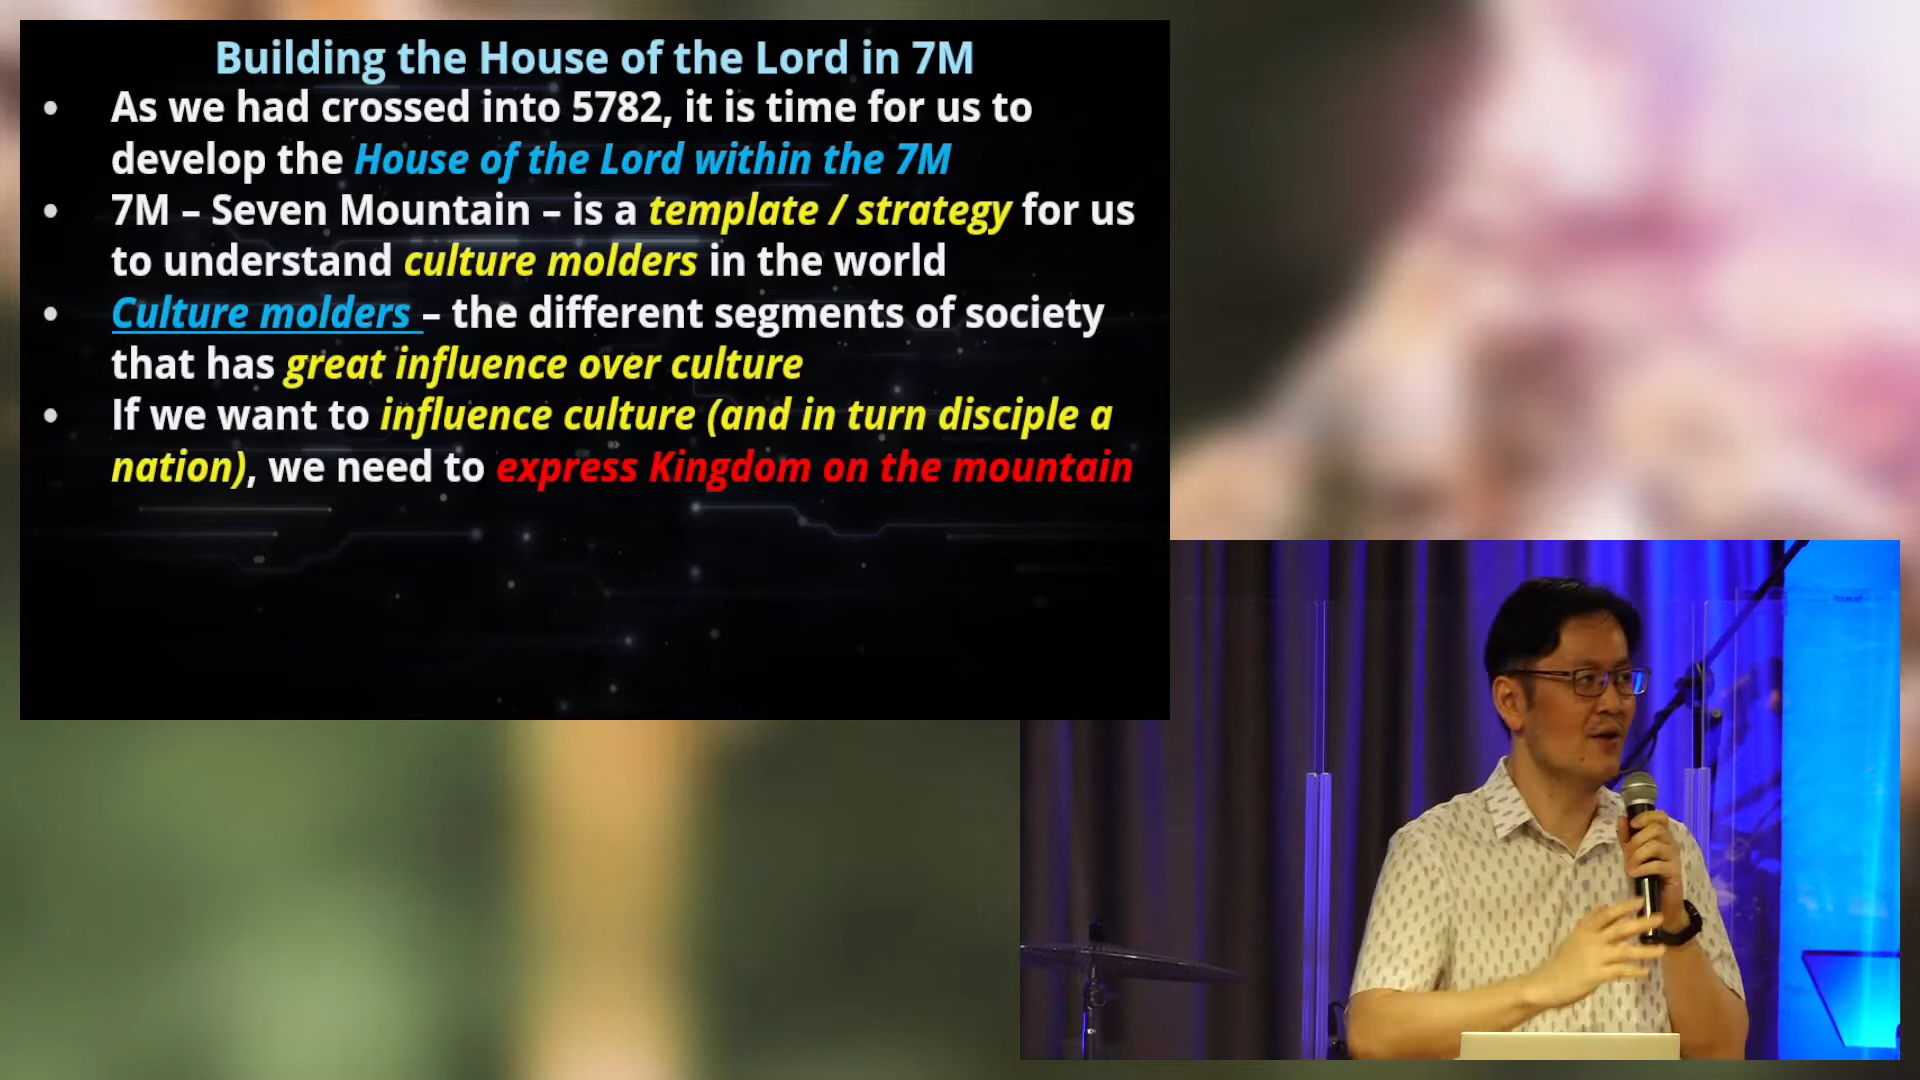 Building the House of the Lord in 7M
• As we had crossed into 5782, it is time for us to
develop the House of the Lord within the 7M
• 7M – Seven Mountain – is a template / strategy for us
to understand culture molders in the world
• Culture molders – the different segments of society
that has great influence over culture
• If we want to influence culture (and in turn disciple a
nation), we need to express Kingdom on the mountain